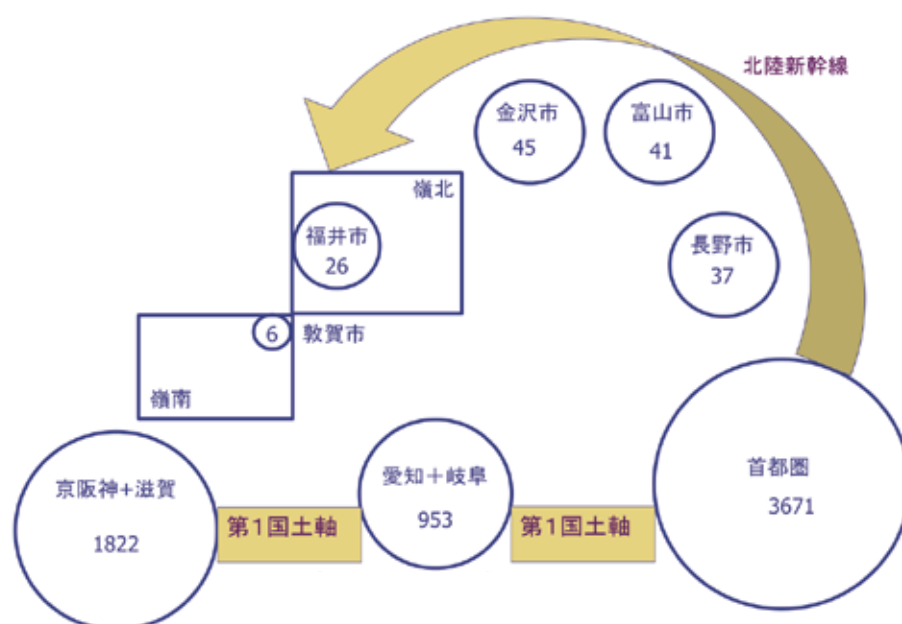 北陸新幹線
金沢市
45
富山市
41
嶺北
福井市
26
長野市
37
6
敦賀市
嶺南
京阪神+滋賀
1822
第1国土軸
愛知＋岐阜
953
第1国土軸
首都圏
3671